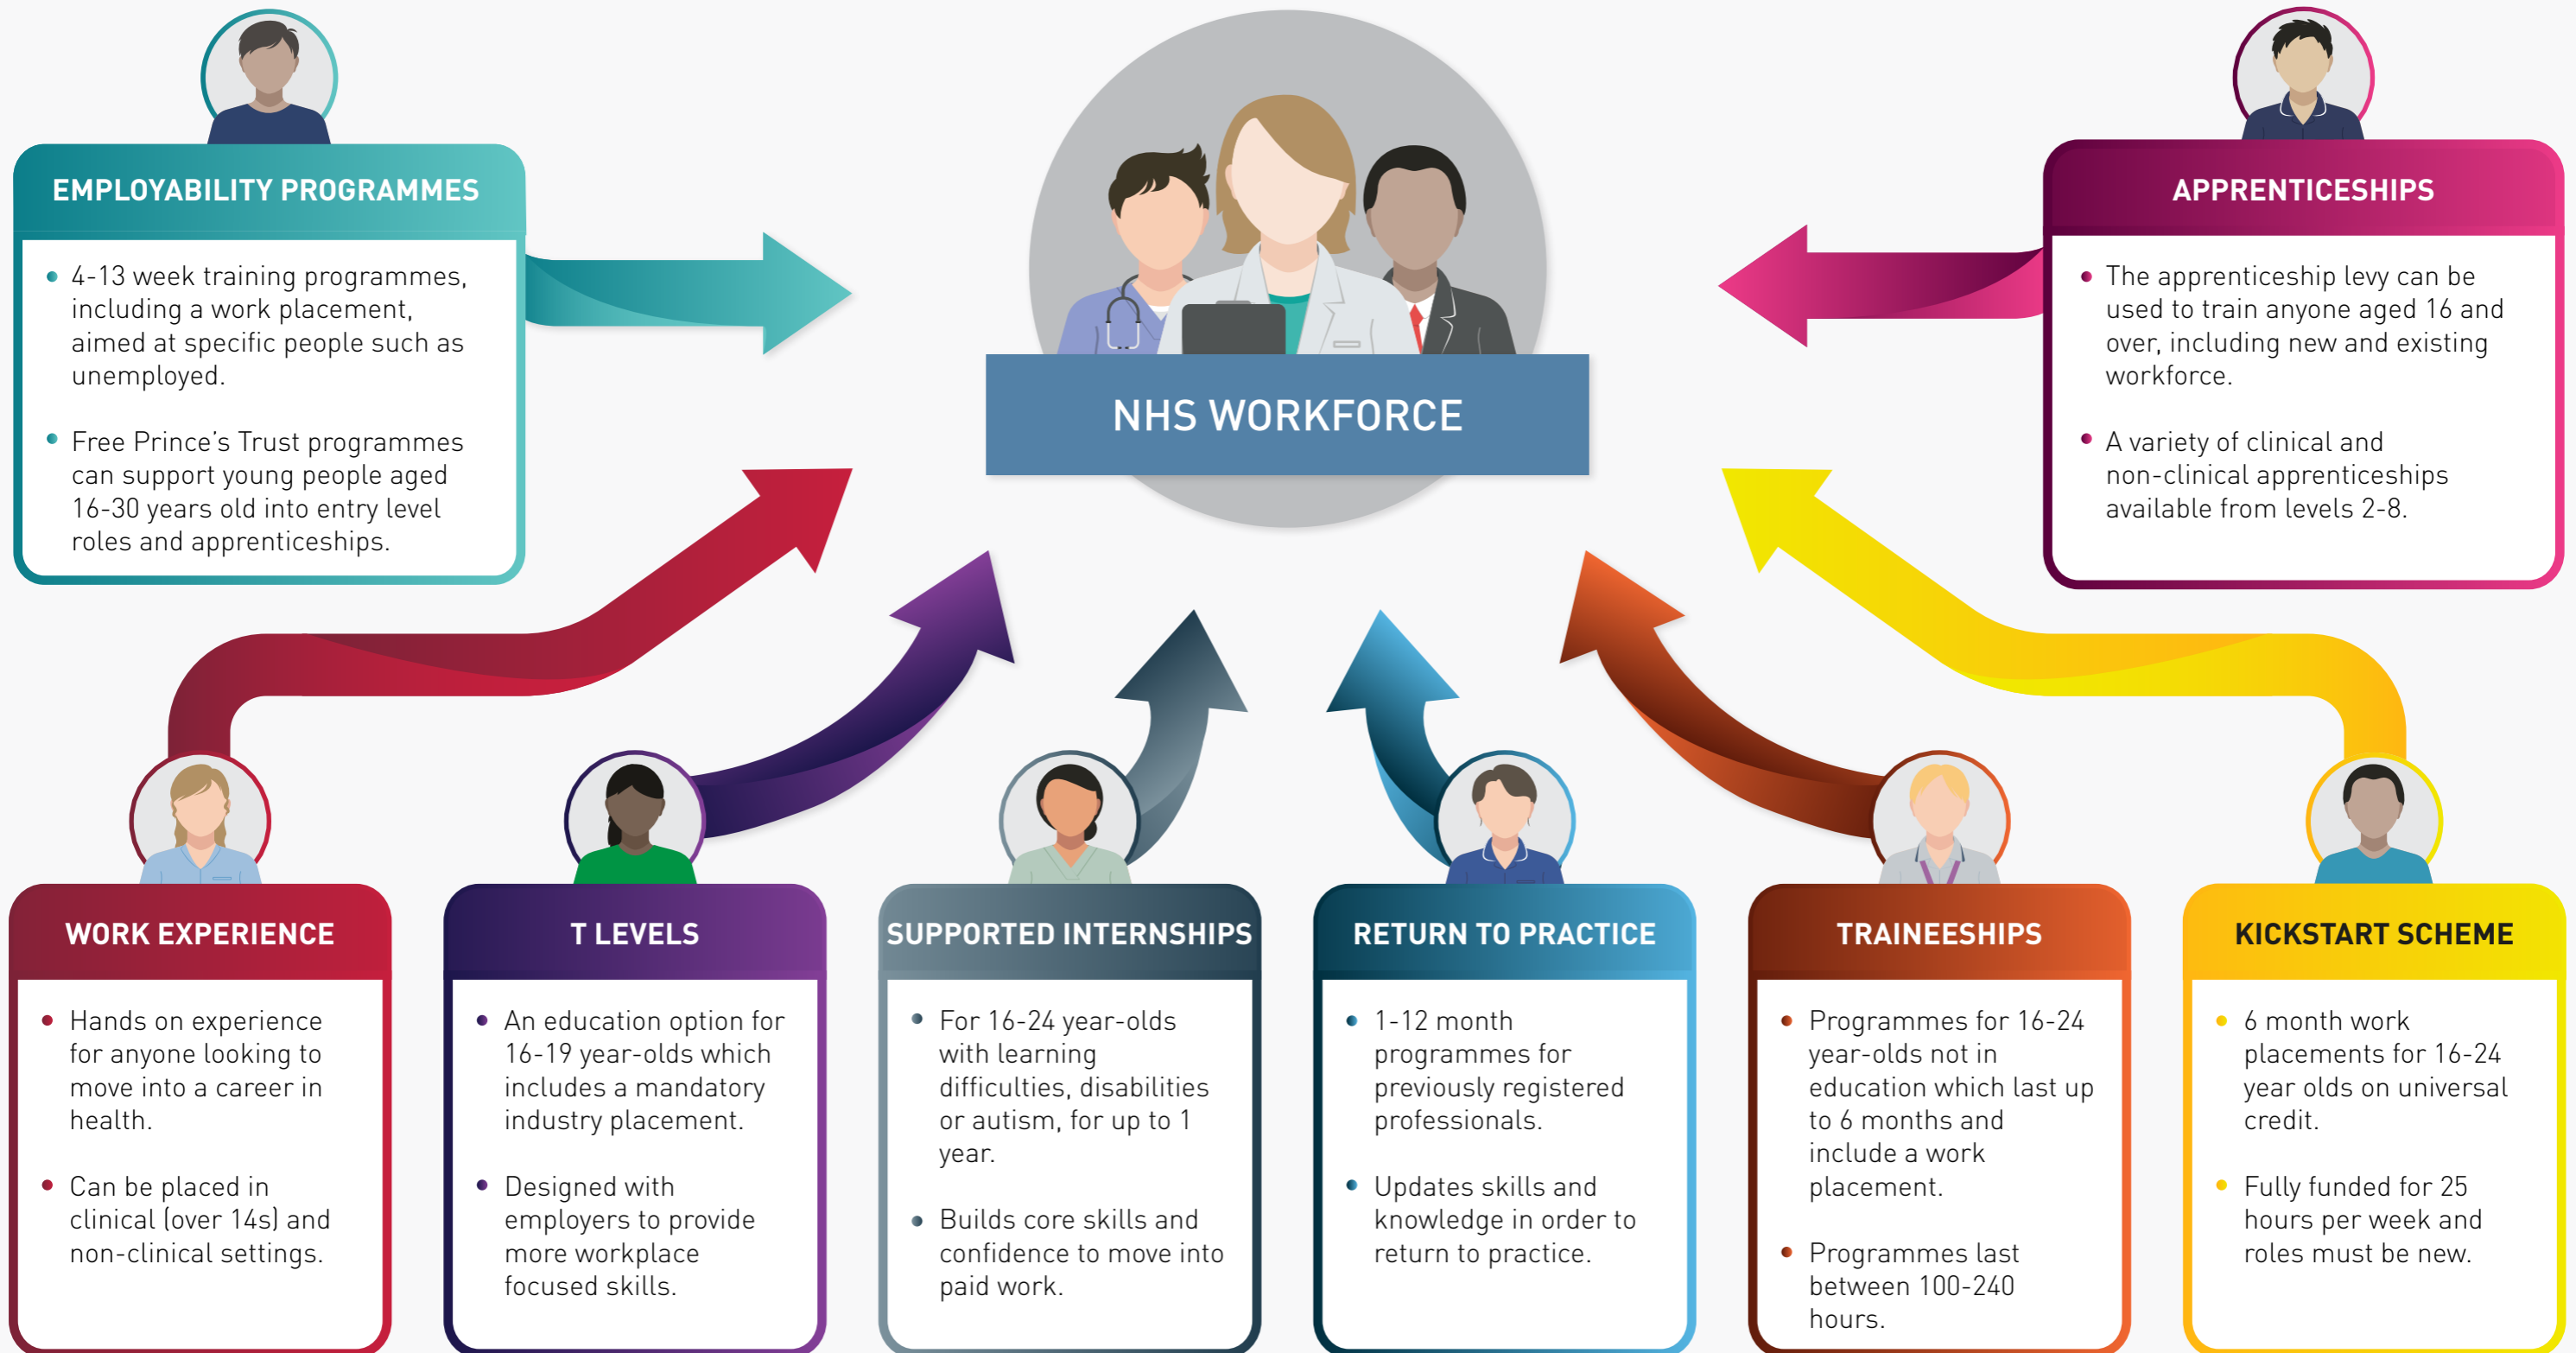 EMPLOYABILITY PROGRAMMES
4-13 week training programmes,
including a work placement,
aimed at specific people such as
unemployed.
Free Prince's Trust programmes
can support young people aged
16-30 years old into entry level
roles and apprenticeships.
NHS WORKFORCE
APPRENTICESHIPS
The apprenticeship levy can be
used to train anyone aged 16 and
over, including new and existing
workforce.
A variety of clinical and
non-clinical apprenticeships
available from levels 2-8.
WORK EXPERIENCE
Hands on experience
for anyone looking to
move into a career in
health.
Can be placed in
clinical (over 14s) and
non-clinical settings.
T LEVELS
An education option for
16-19 year-olds which
includes a mandatory
industry placement.
Designed with
employers to provide
more workplace
focused skills.
SUPPORTED INTERNSHIPS
For 16-24 year-olds
with learning
difficulties, disabilities
or autism, for up to 1
year.
Builds core skills and
confidence to move into
paid work.
RETURN TO PRACTICE
1-12 month
programmes for
previously registered
professionals.
Updates skills and
knowledge in order to
return to practice.
TRAINEESHIPS
Programmes for 16-24
year-olds not in
education which last up
to 6 months and
include a work
placement.
Programmes last
between 100-240
hours.
KICKSTART SCHEME
6 month work
placements for 16-24
year olds on universal
credit.
Fully funded for 25
hours per week and
roles must be new.